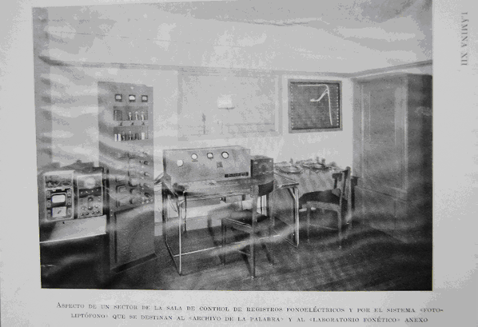 LÁMINA XII
ASPECTO DE UN SECTOR DE LA SALA DE CONTROL DE REGISTROS FONOELÉCTRICOS Y POR EL SISTEMA «FOTO-
LIPTÓFONO» QUE SE DESTINAN AL «ARCHIVO DE LA PALABRA» Y AL «LABORATORIO FONÉTICO» ANEXO